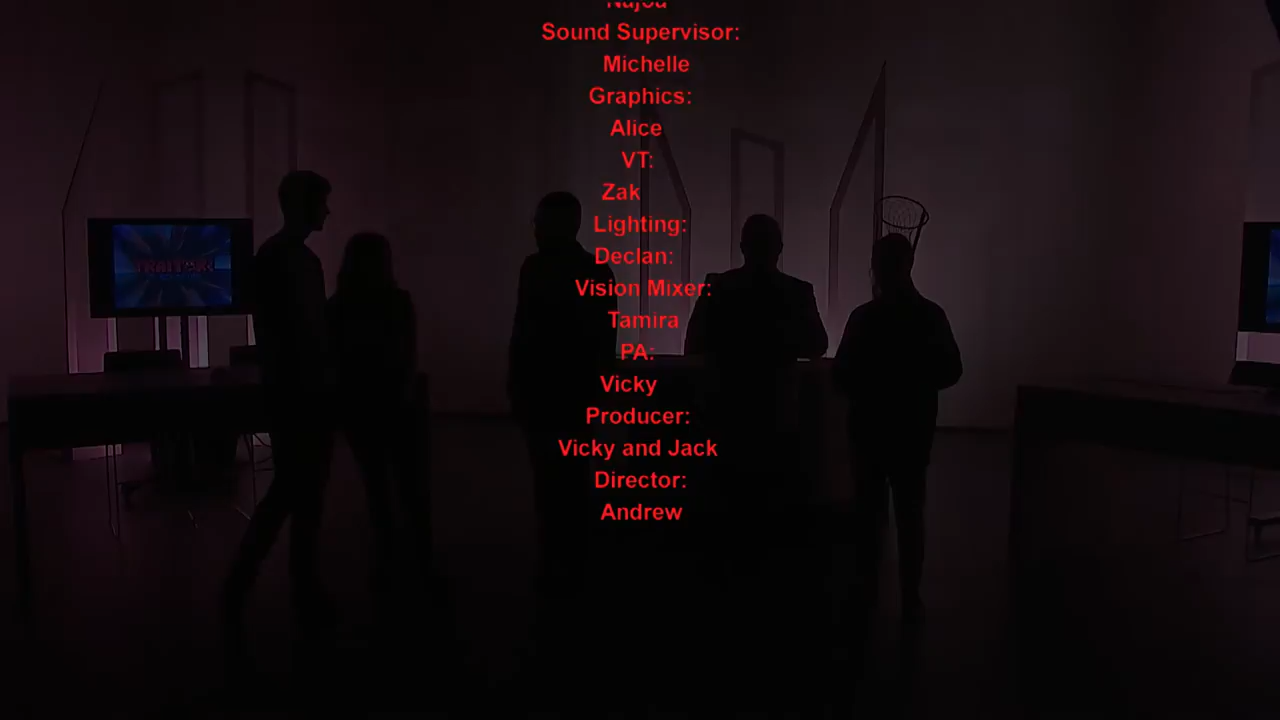 Sound Supervisor:
Michelle
Graphics:
Alice
VT:
Zak
Lighting:
Declan:
Vision Mixer:
Tamira
PA:
Vicky
Producer:
Vicky and Jack
Director:
Andrew
TRAITOR!